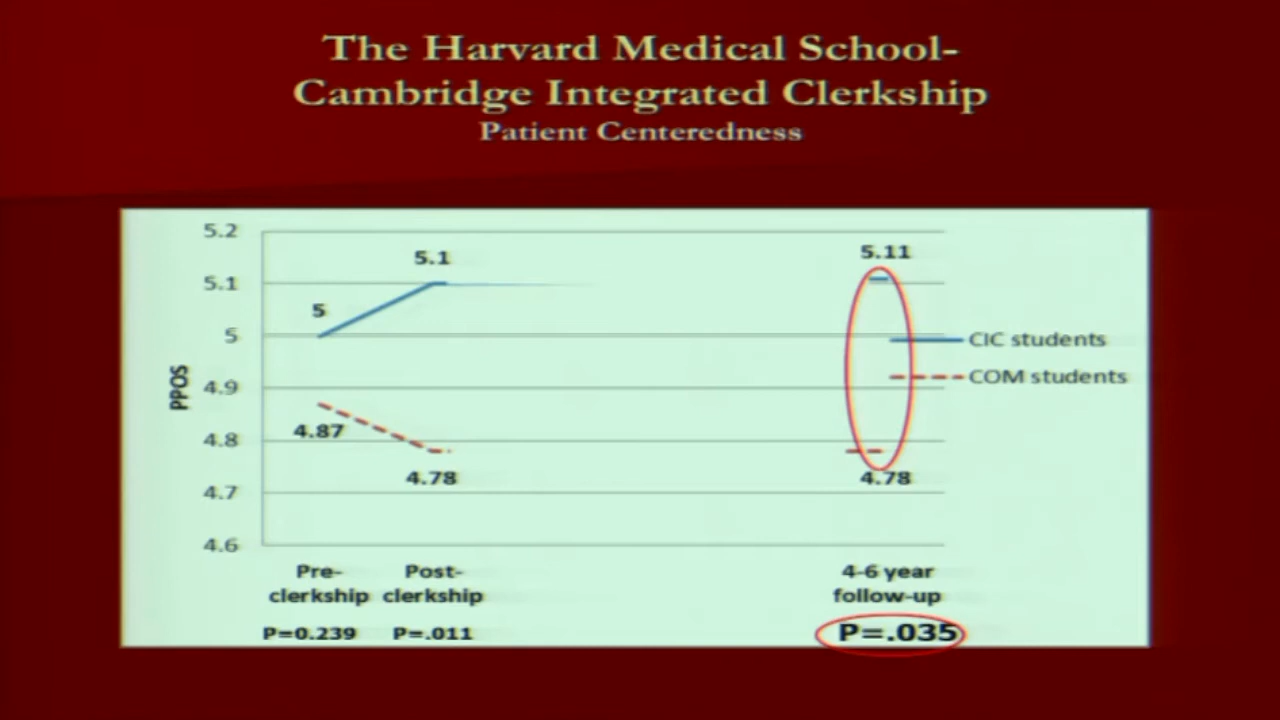 The Harvard Medical School-
Cambridge Integrated Clerkship
Patient Centeredness
5.2
5.1
5
4.9
4.8
4.7
4.6
PPOS
5
5.1
5.11
4.87
4.78
4.78
CIC students
COM students
Pre-
clerkship
Post-
clerkship
4-6 year
follow-up
P=0.239
P=.011
P=.035